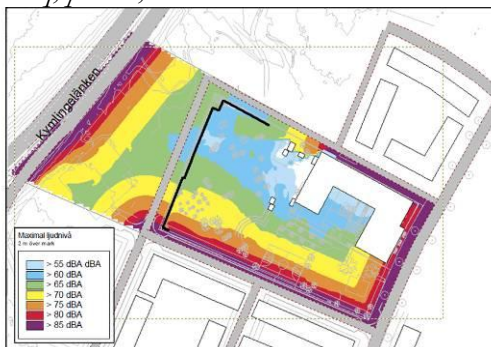 Kymlingelänken
Maximal ljudnivå
2 m över mark
> 55 dBA dBA
> 60 dBA
> 65 dBA
> 70 dBA
> 75 dBA
> 80 dBA
> 85 dBA